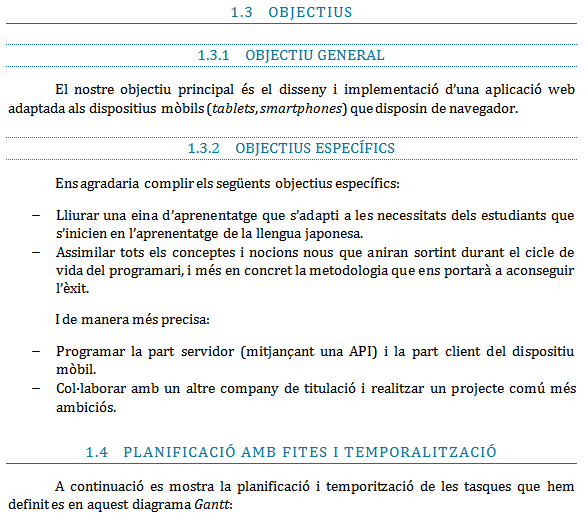 1.3 OBJECTIUS
1.3.1 OBJECTIU GENERAL
El nostre objectiu principal és el disseny i implementació d'una aplicació web
adaptada als dispositius mòbils (tablets, smartphones) que disposin de navegador.
1.3.2 OBJECTIUS ESPECÍFICS
Ens agradaria complir els següents objectius específics:
– Lliurar una eina d'aprenentatge que s'adapti a les necessitats dels estudiants que
s'inicien en l'aprenentatge de la llengua japonesa.
– Assimilar tots els conceptes i nocions nous que aniran sortint durant el cicle de
vida del programari, i més en concret la metodologia que ens portarà a aconseguir
l'èxit.
I de manera més precisa:
– Programar la part servidor (mitjançant una API) i la part client del dispositiu
mòbil.
– Col·laborar amb un altre company de titulació i realitzar un projecte comú més
ambiciós.
1.4 PLANIFICACIÓ AMB FITES I TEMPORALITZACIÓ
A continuació es mostra la planificació i temporització de les tasques que hem
definit es en aquest diagrama Gantt: